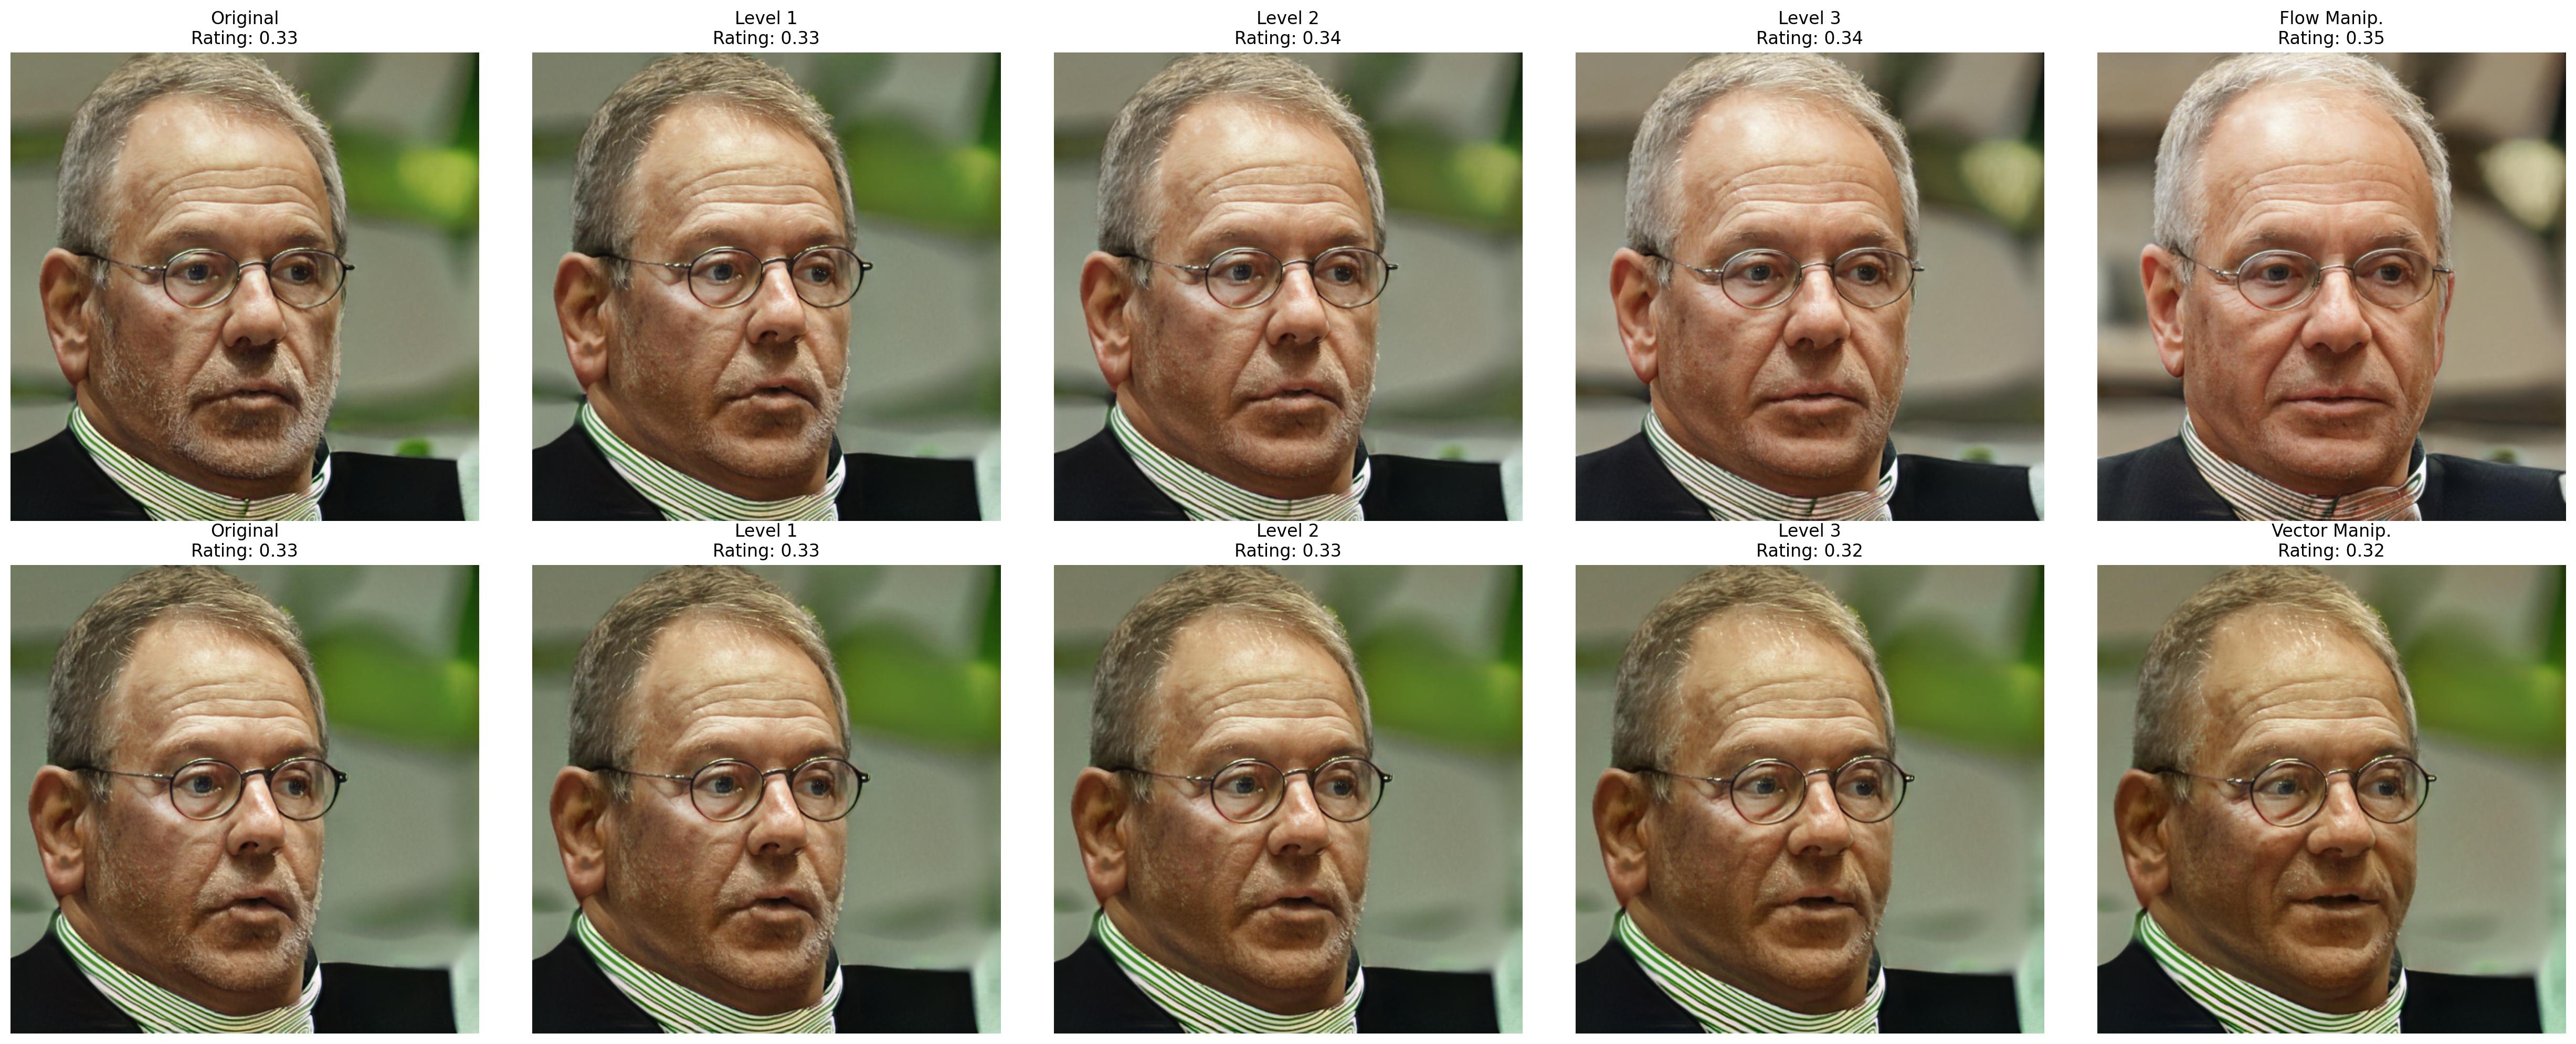 Original
Rating: 0.33
Level 1
Rating: 0.33
Level 2
Rating: 0.34
Level 3
Rating: 0.34
Flow Manip.
Rating: 0.35
Original
Rating: 0.33
Level 1
Rating: 0.33
Level 2
Rating: 0.33
Level 3
Rating: 0.32
Vector Manip.
Rating: 0.32